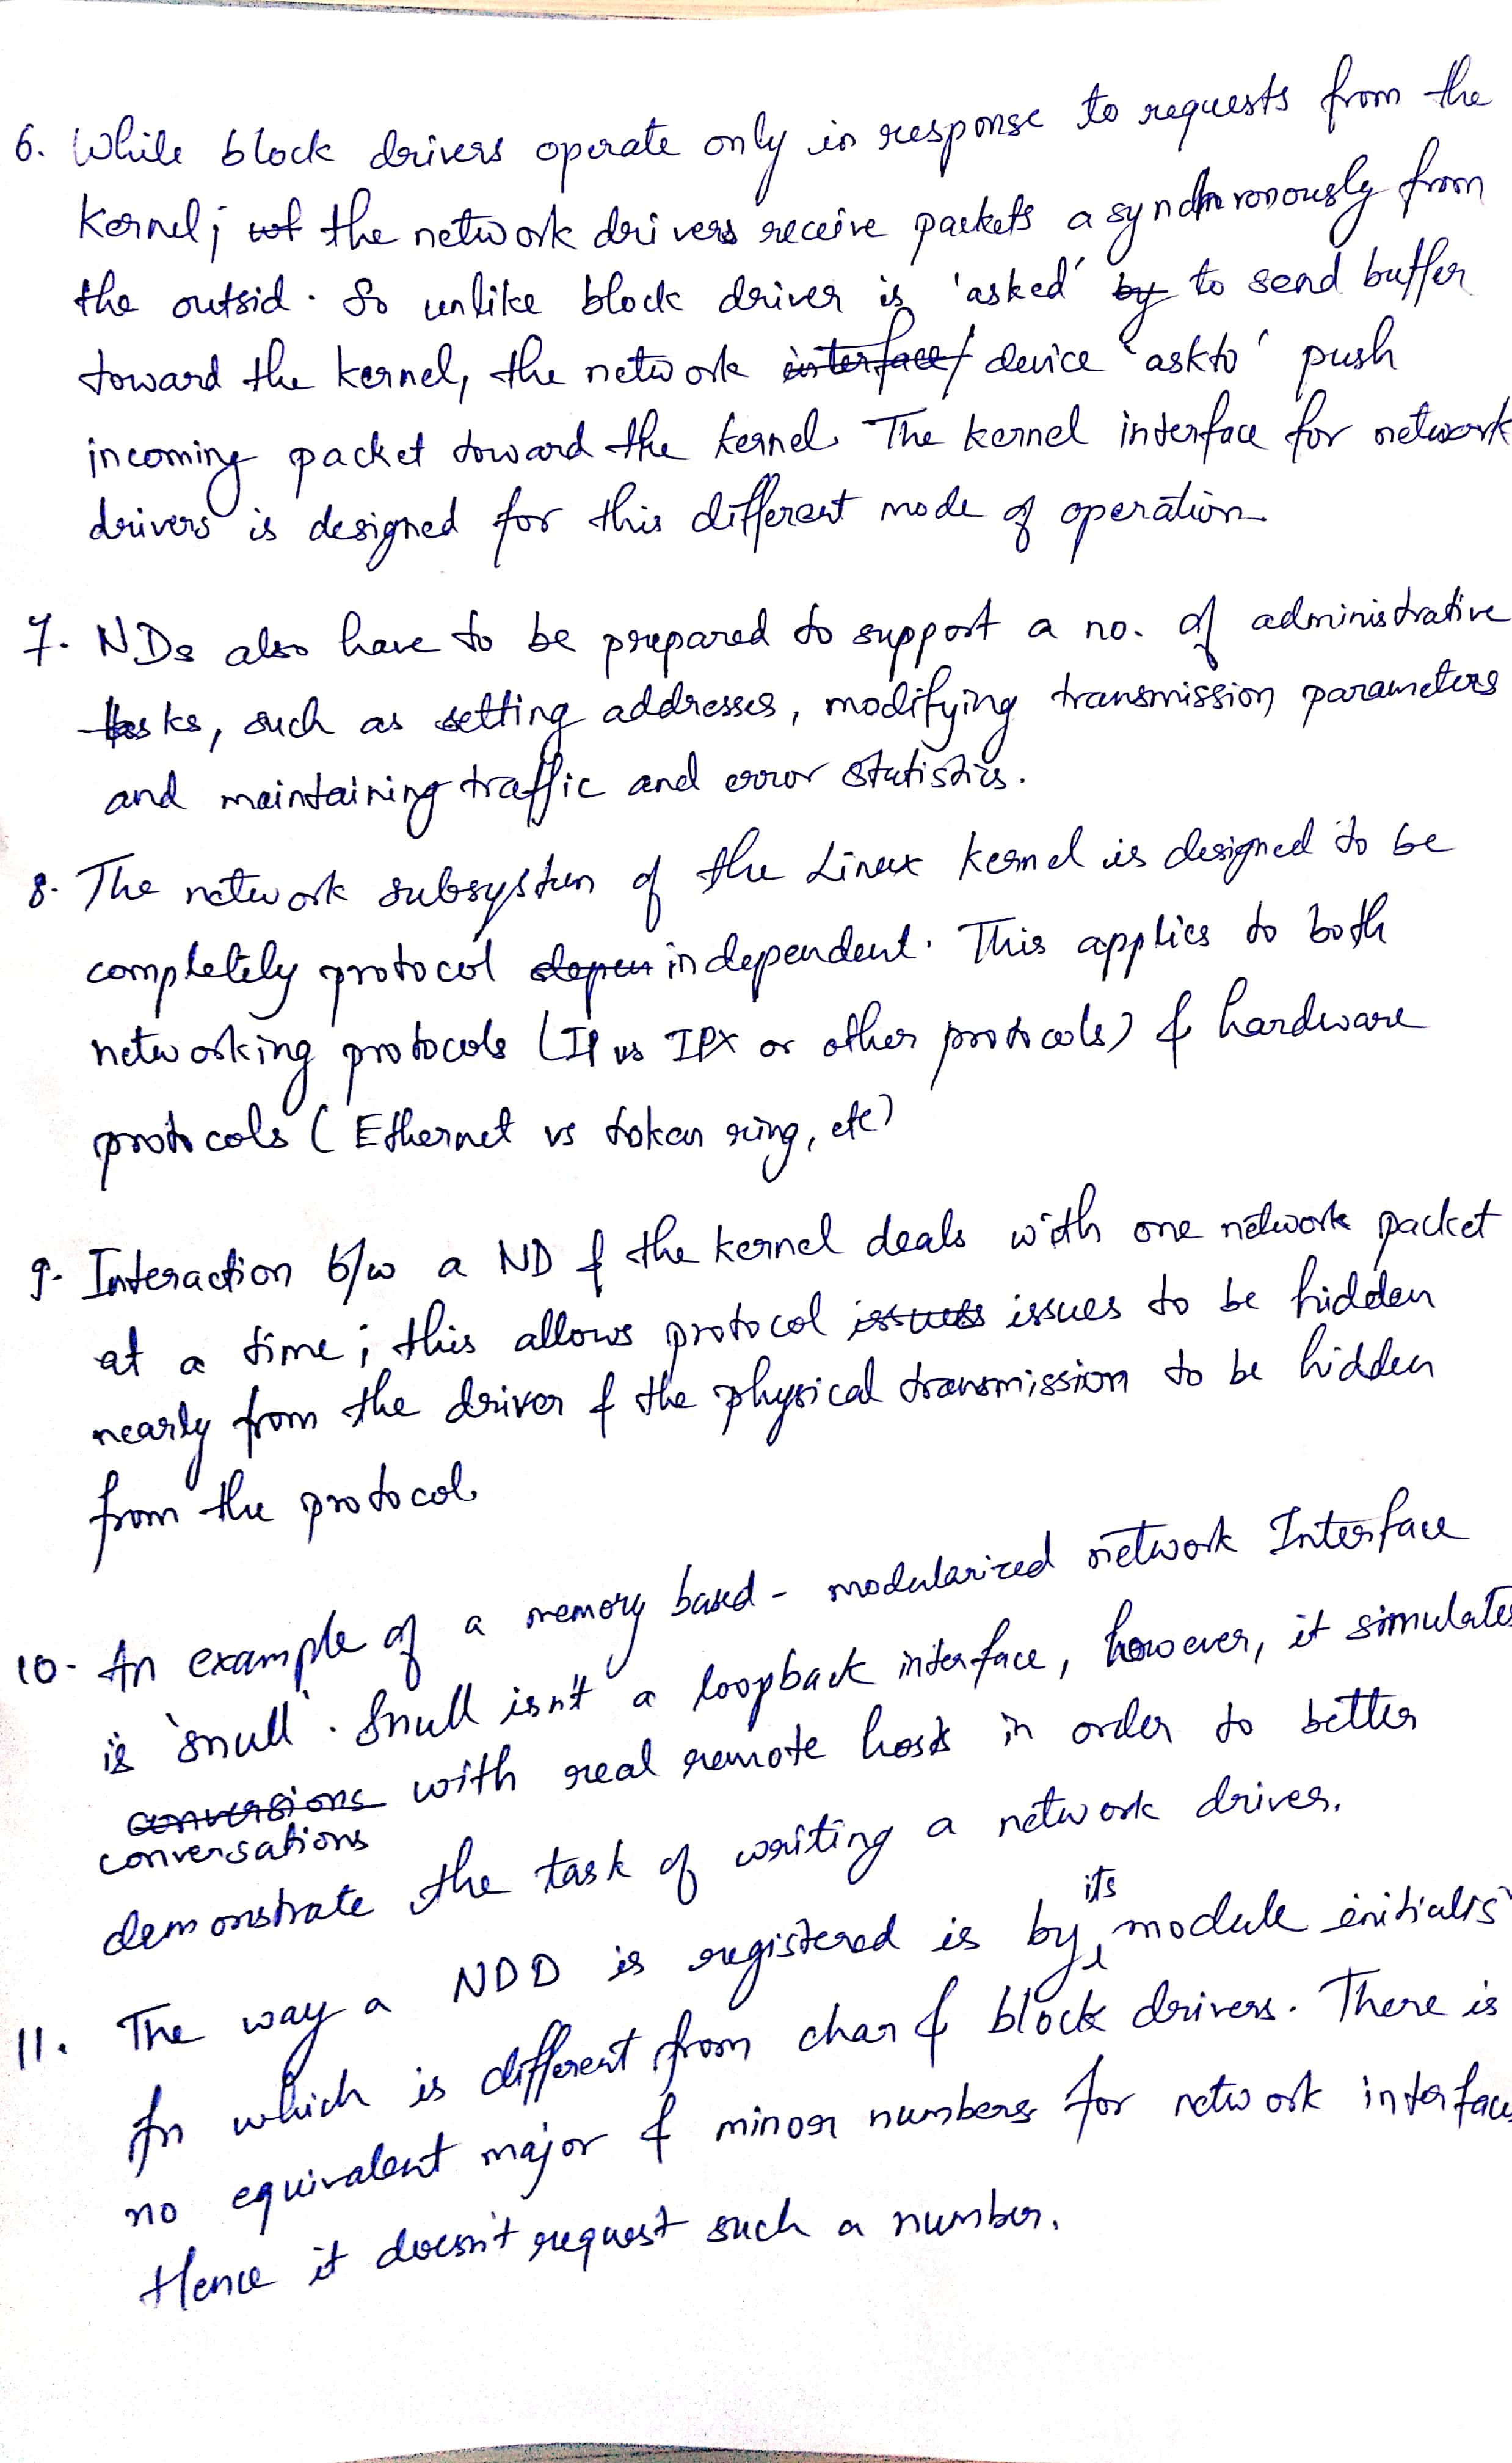 6. While block drivers operate only in response to requests from the
Kernel; the network drivers receive packets asynchronously from
the outsid. So unlike block driver is 'asked' to send buffer
toward the kernel, the network device 'askto' push
incoming packet toward the kernel. The kernel interface for network
drivers is designed for this different mode of operation
7. NDs also have to be prepared to support a no. of administrative
tasks, such as setting addresses, modifying transmission parameters
and maintaining traffic and error statistics.
8. The network subsystem of the Linux kernel is designed to be
completely protocol independent. This applies to both
networking protocols (IP vs IPX or other protocols) & hardware
protocols (Ethernet vs token ring, etc)
9. Interaction b/w a ND & the kernel deals with one network packet
at a time; this allows protocol issues to be hidden
nearly from the driver & the physical transmission to be hidden
from the protocol.
10. An example of a memory based - modularized network Interface
is 'snull'. Snull isn't a loopback interface, however, it simulates
conversations with real remote hosts in order to better
demonstrate the task of writing a network driver.
11. The way a NDD is registered is by its module initialis
fn which is different from char & block drivers. There is
no equivalent major & minor numbers for network interfaces
Hence it doesn't request such a number.